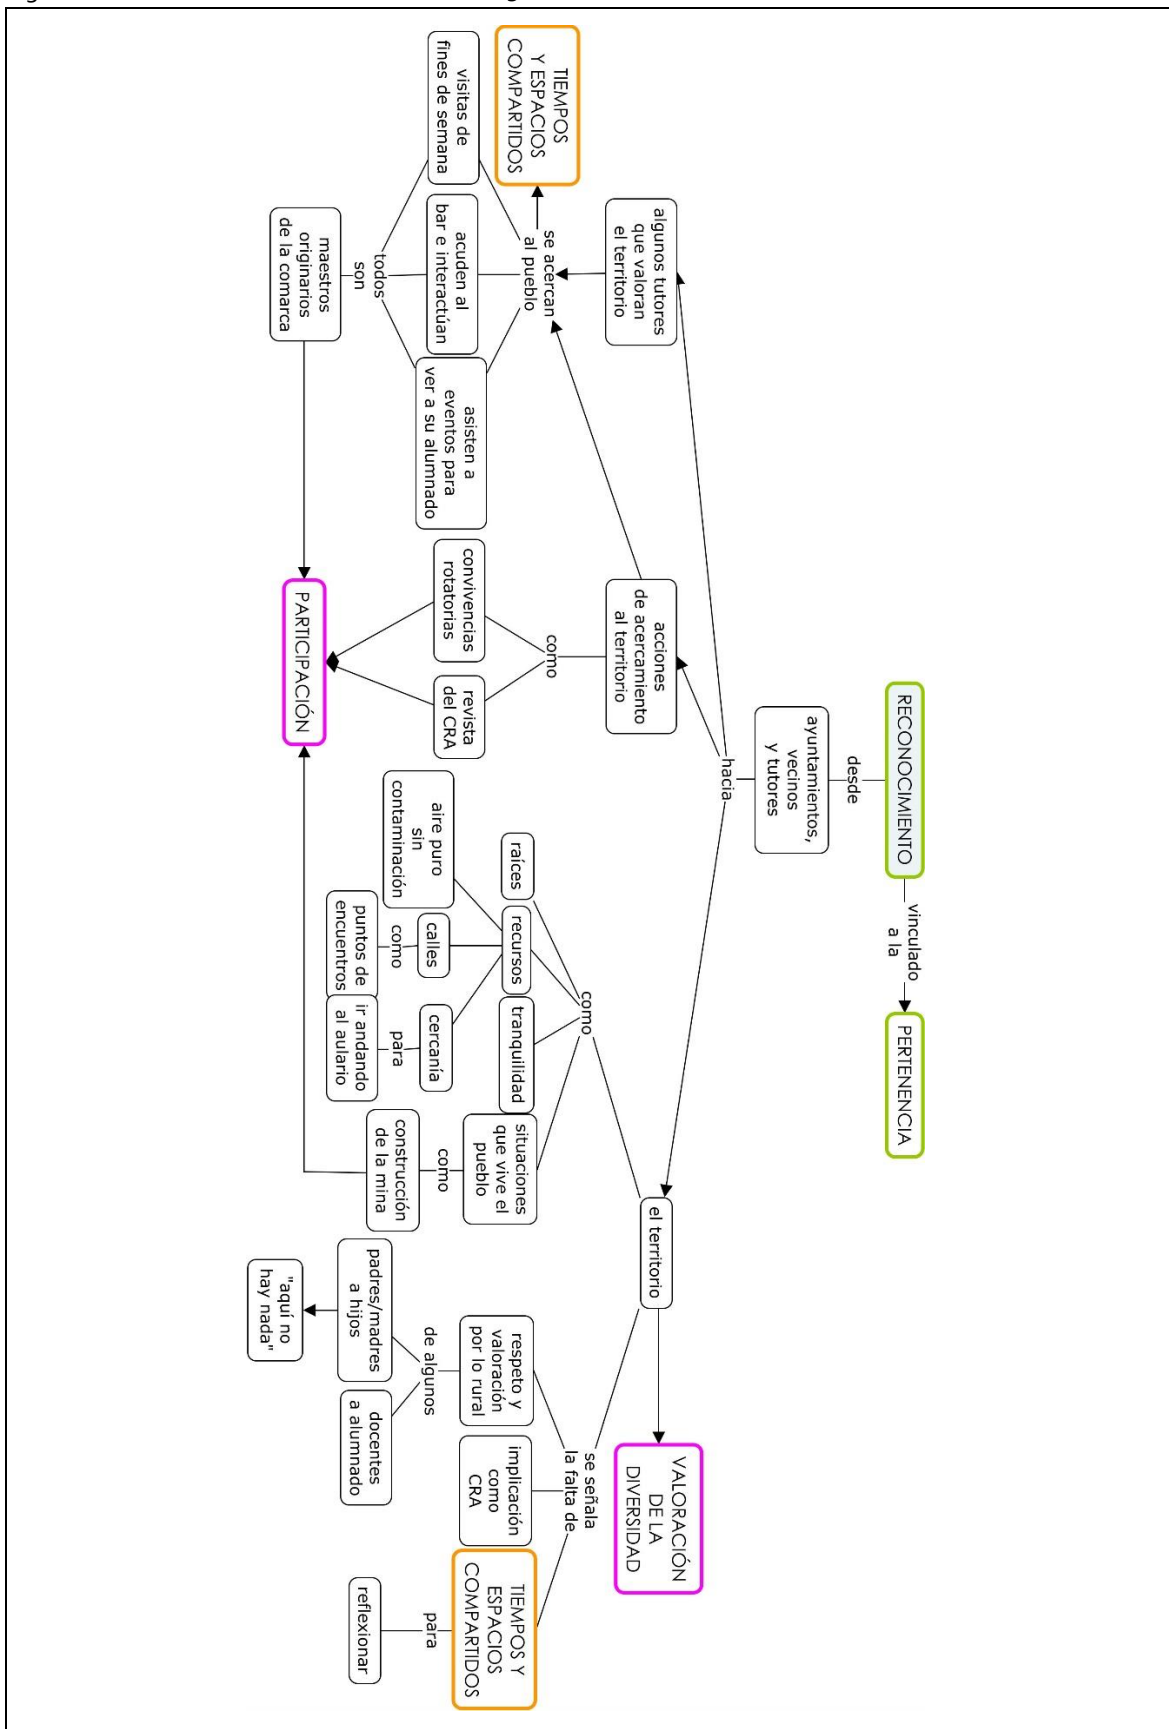 RECONOCIMIENTO
vinculado
a la
PERTENENCIA
desde
ayuntamientos,
vecinos
y tutores
hacia
algunos tutores
que valoran
el territorio
acciones
de acercamiento
al territorio
el territorio
VALORACIÓN
DE LA
DIVERSIDAD
TIEMPOS
Y ESPACIOS
COMPARTIDOS
se acercan
al pueblo
visitas de
fines de semana
acuden al
bar e interactúan
asisten a
eventos para
ver a su alumnado
todos
son
maestros
originarios
de la comarca
como
convivencias
rotatorias
revista
del CRA
PARTICIPACIÓN
como
raíces
recursos
tranquilidad
situaciones
que vive el
pueblo
aire puro
sin
contaminación
calles
cercanía
como
para
puntos de
encuentros
ir andando
al aulario
como
construcción
de la mina
se señala
la falta de
respeto y
valoración
por lo rural
implicación
como
CRA
TIEMPOS Y
ESPACIOS
COMPARTIDOS
de algunos
padres/madres
a hijos
docentes
a alumnado
"aquí no
hay nada"
para
reflexionar